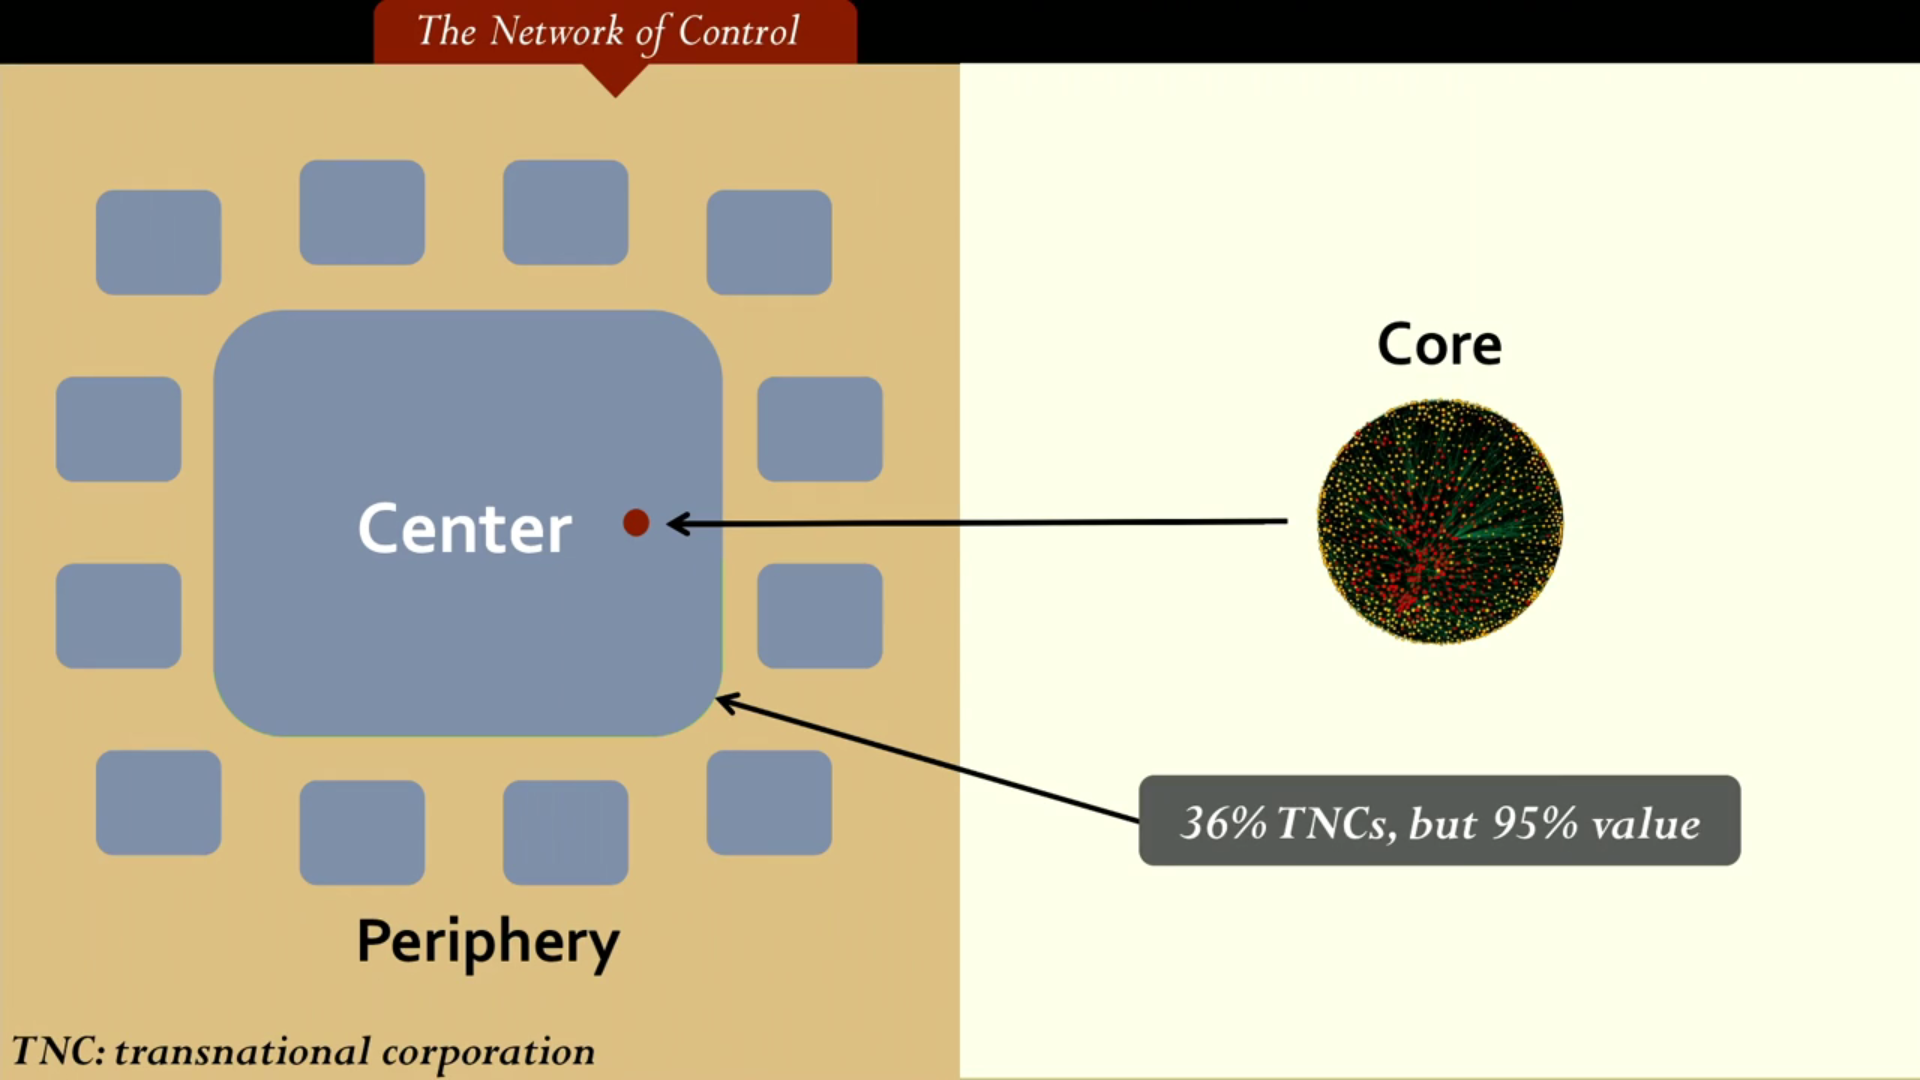 The Network of Control
Core
Center
36% TNCs, but 95% value
Periphery
TNC: transnational corporation